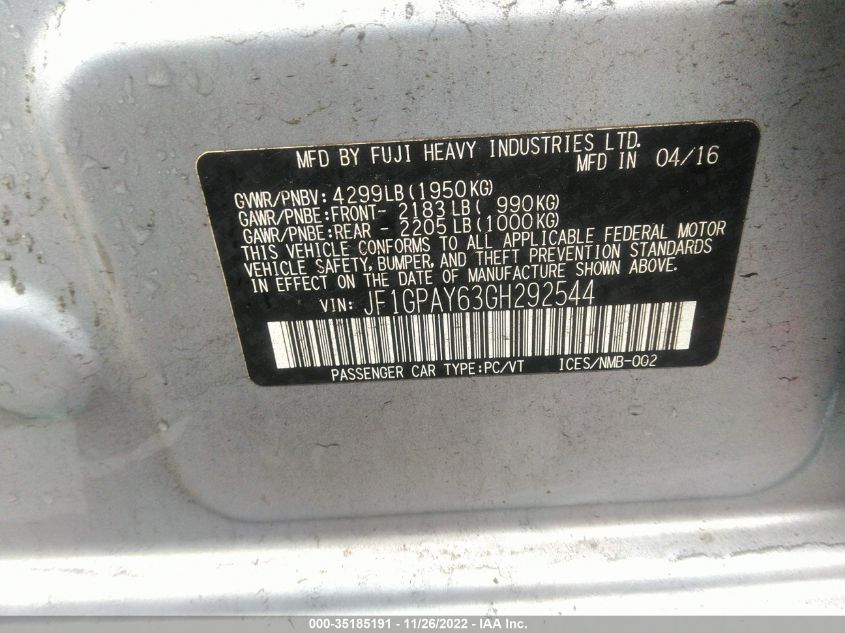 MFD BY FUJI HEAVY INDUSTRIES LTD.
MFD IN 04/16
GVWR/PNBV: 4299LB(1950KG)
GAWR/PNBE:FRONT- 2183LB( 990KG)
GAWR/PNBE:REAR - 2205LB(1000KG)
THIS VEHICLE CONFORMS TO ALL APPLICABLE FEDERAL MOTOR
VEHICLE SAFETY, BUMPER, AND THEFT PREVENTION STANDARDS
IN EFFECT ON THE DATE OF MANUFACTURE SHOWN ABOVE.
VIN: JF1GPAY63GH292544
PASSENGER CAR TYPE:PC/VT ICES/NMB-002
000-35185191 - 11/26/2022 - IAA Inc.